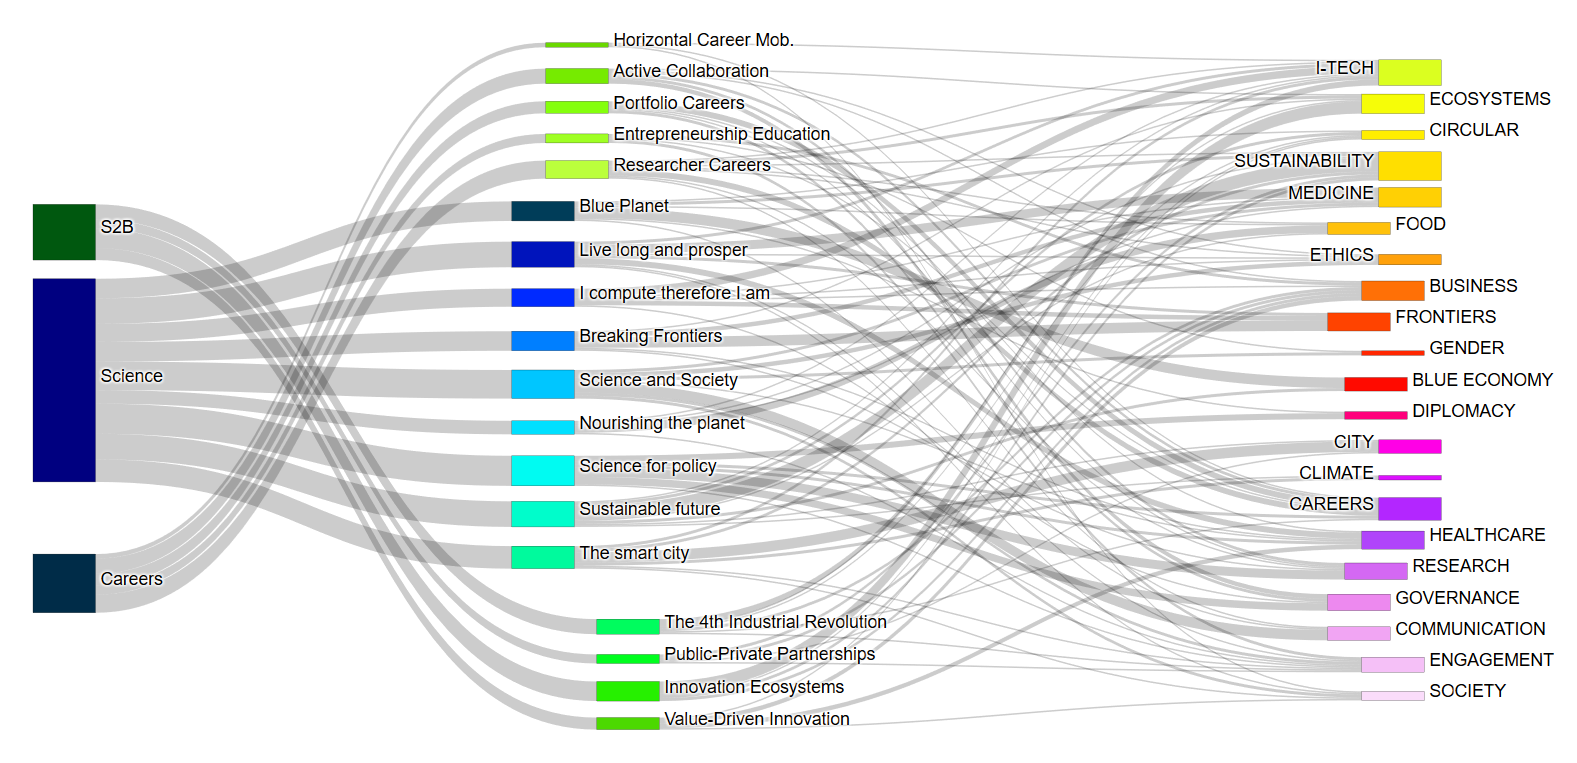 S2B
Science
Careers
Horizontal Career Mob.
Active Collaboration
Portfolio Careers
Entrepreneurship Education
Researcher Careers
Blue Planet
Live long and prosper
I compute therefore I am
Breaking Frontiers
Science and Society
Nourishing the planet
Science for policy
Sustainable future
The smart city
The 4th Industrial Revolution
Public-Private Partnerships
Innovation Ecosystems
Value-Driven Innovation
I-TECH
ECOSYSTEMS
CIRCULAR
SUSTAINABILITY
MEDICINE
FOOD
ETHICS
BUSINESS
FRONTIERS
GENDER
BLUE ECONOMY
DIPLOMACY
CITY
CLIMATE
CAREERS
HEALTHCARE
RESEARCH
GOVERNANCE
COMMUNICATION
ENGAGEMENT
SOCIETY